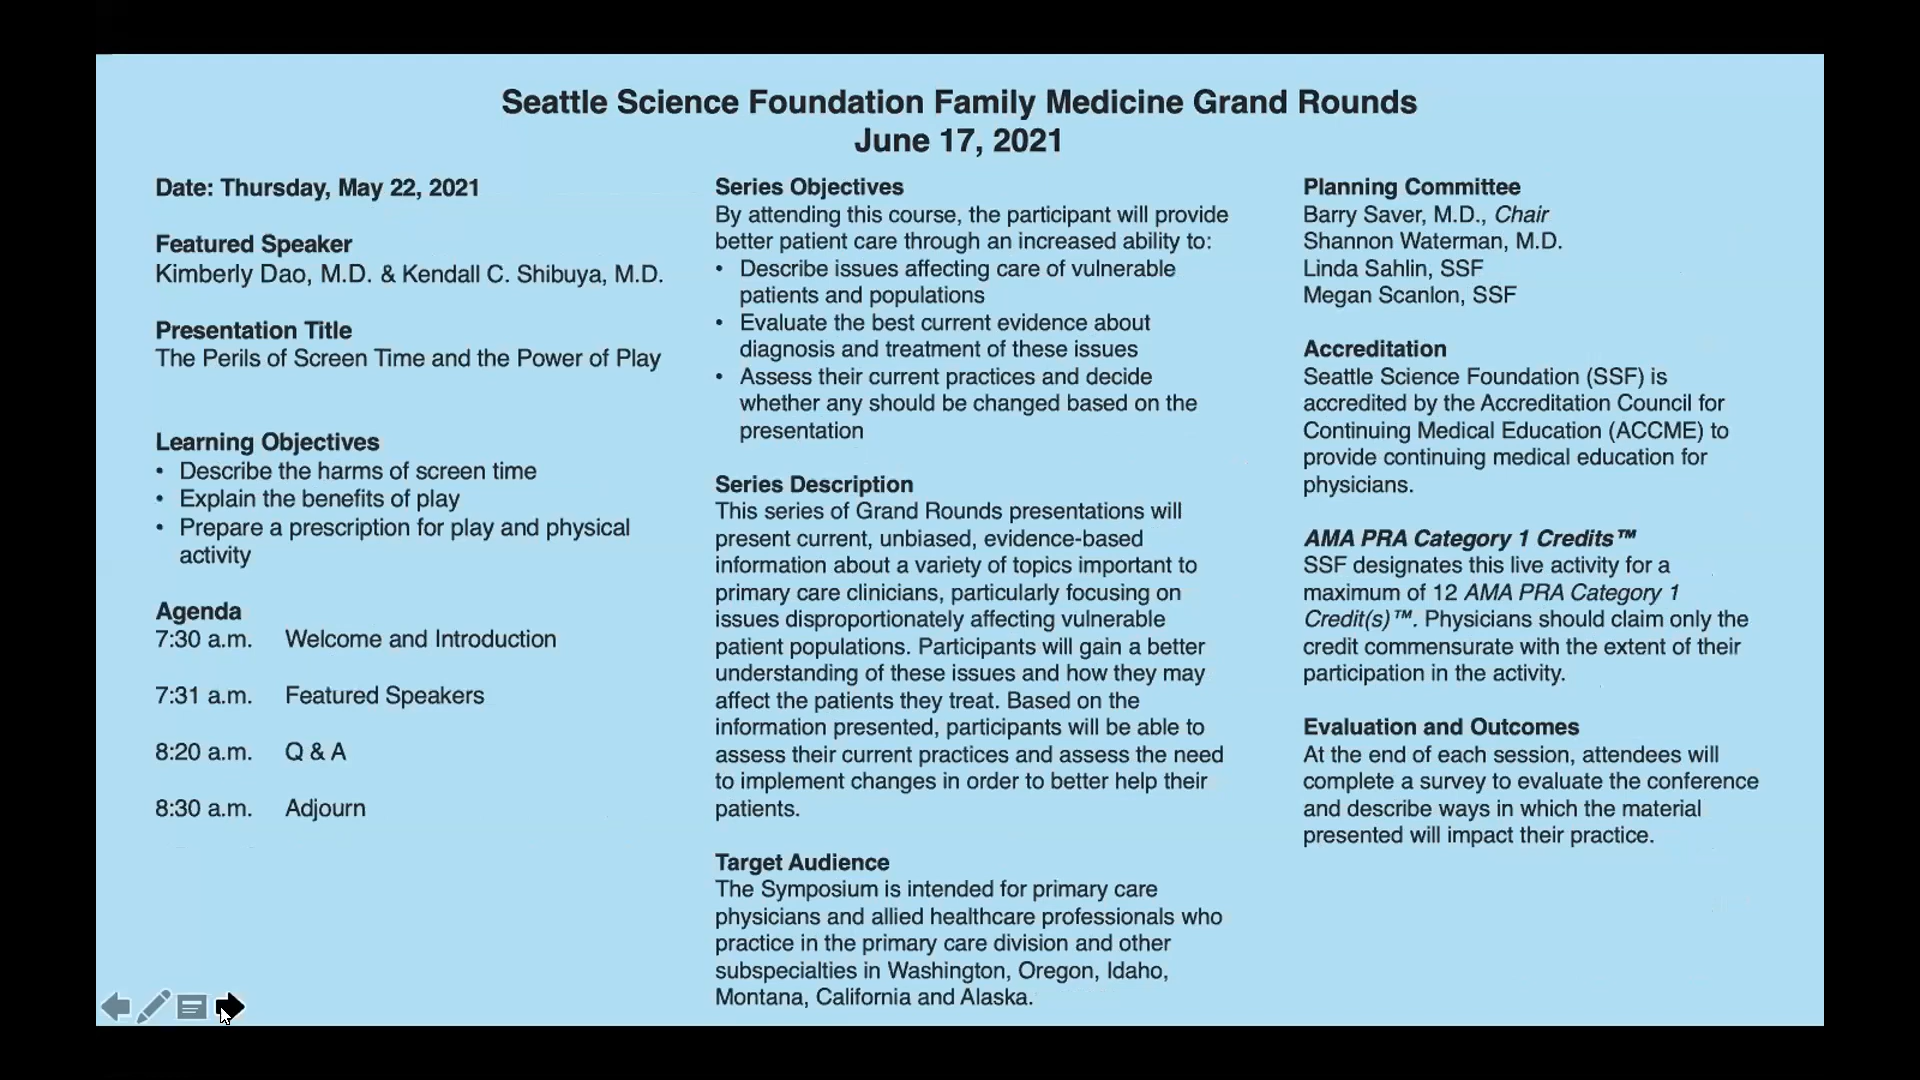 Seattle Science Foundation Family Medicine Grand Rounds
June 17, 2021
Date: Thursday, May 22, 2021
Featured Speaker
Kimberly Dao, M.D. & Kendall C. Shibuya, M.D.
Presentation Title
The Perils of Screen Time and the Power of Play
Learning Objectives
• Describe the harms of screen time
• Explain the benefits of play
• Prepare a prescription for play and physical
activity
Agenda
7:30 a.m. Welcome and Introduction
7:31 a.m. Featured Speakers
8:20 a.m. Q & A
8:30 a.m. Adjourn
Series Objectives
By attending this course, the participant will provide
better patient care through an increased ability to:
• Describe issues affecting care of vulnerable
patients and populations
• Evaluate the best current evidence about
diagnosis and treatment of these issues
• Assess their current practices and decide
whether any should be changed based on the
presentation
Series Description
This series of Grand Rounds presentations will
present current, unbiased, evidence-based
information about a variety of topics important to
primary care clinicians, particularly focusing on
issues disproportionately affecting vulnerable
patient populations. Participants will gain a better
understanding of these issues and how they may
affect the patients they treat. Based on the
information presented, participants will be able to
assess their current practices and assess the need
to implement changes in order to better help their
patients.
Target Audience
The Symposium is intended for primary care
physicians and allied healthcare professionals who
practice in the primary care division and other
subspecialties in Washington, Oregon, Idaho,
Montana, California and Alaska.
Planning Committee
Barry Saver, M.D., Chair
Shannon Waterman, M.D.
Linda Sahlin, SSF
Megan Scanlon, SSF
Accreditation
Seattle Science Foundation (SSF) is
accredited by the Accreditation Council for
Continuing Medical Education (ACCME) to
provide continuing medical education for
physicians.
AMA PRA Category 1 Credits™
SSF designates this live activity for a
maximum of 12 AMA PRA Category 1
Credit(s)™. Physicians should claim only the
credit commensurate with the extent of their
participation in the activity.
Evaluation and Outcomes
At the end of each session, attendees will
complete a survey to evaluate the conference
and describe ways in which the material
presented will impact their practice.